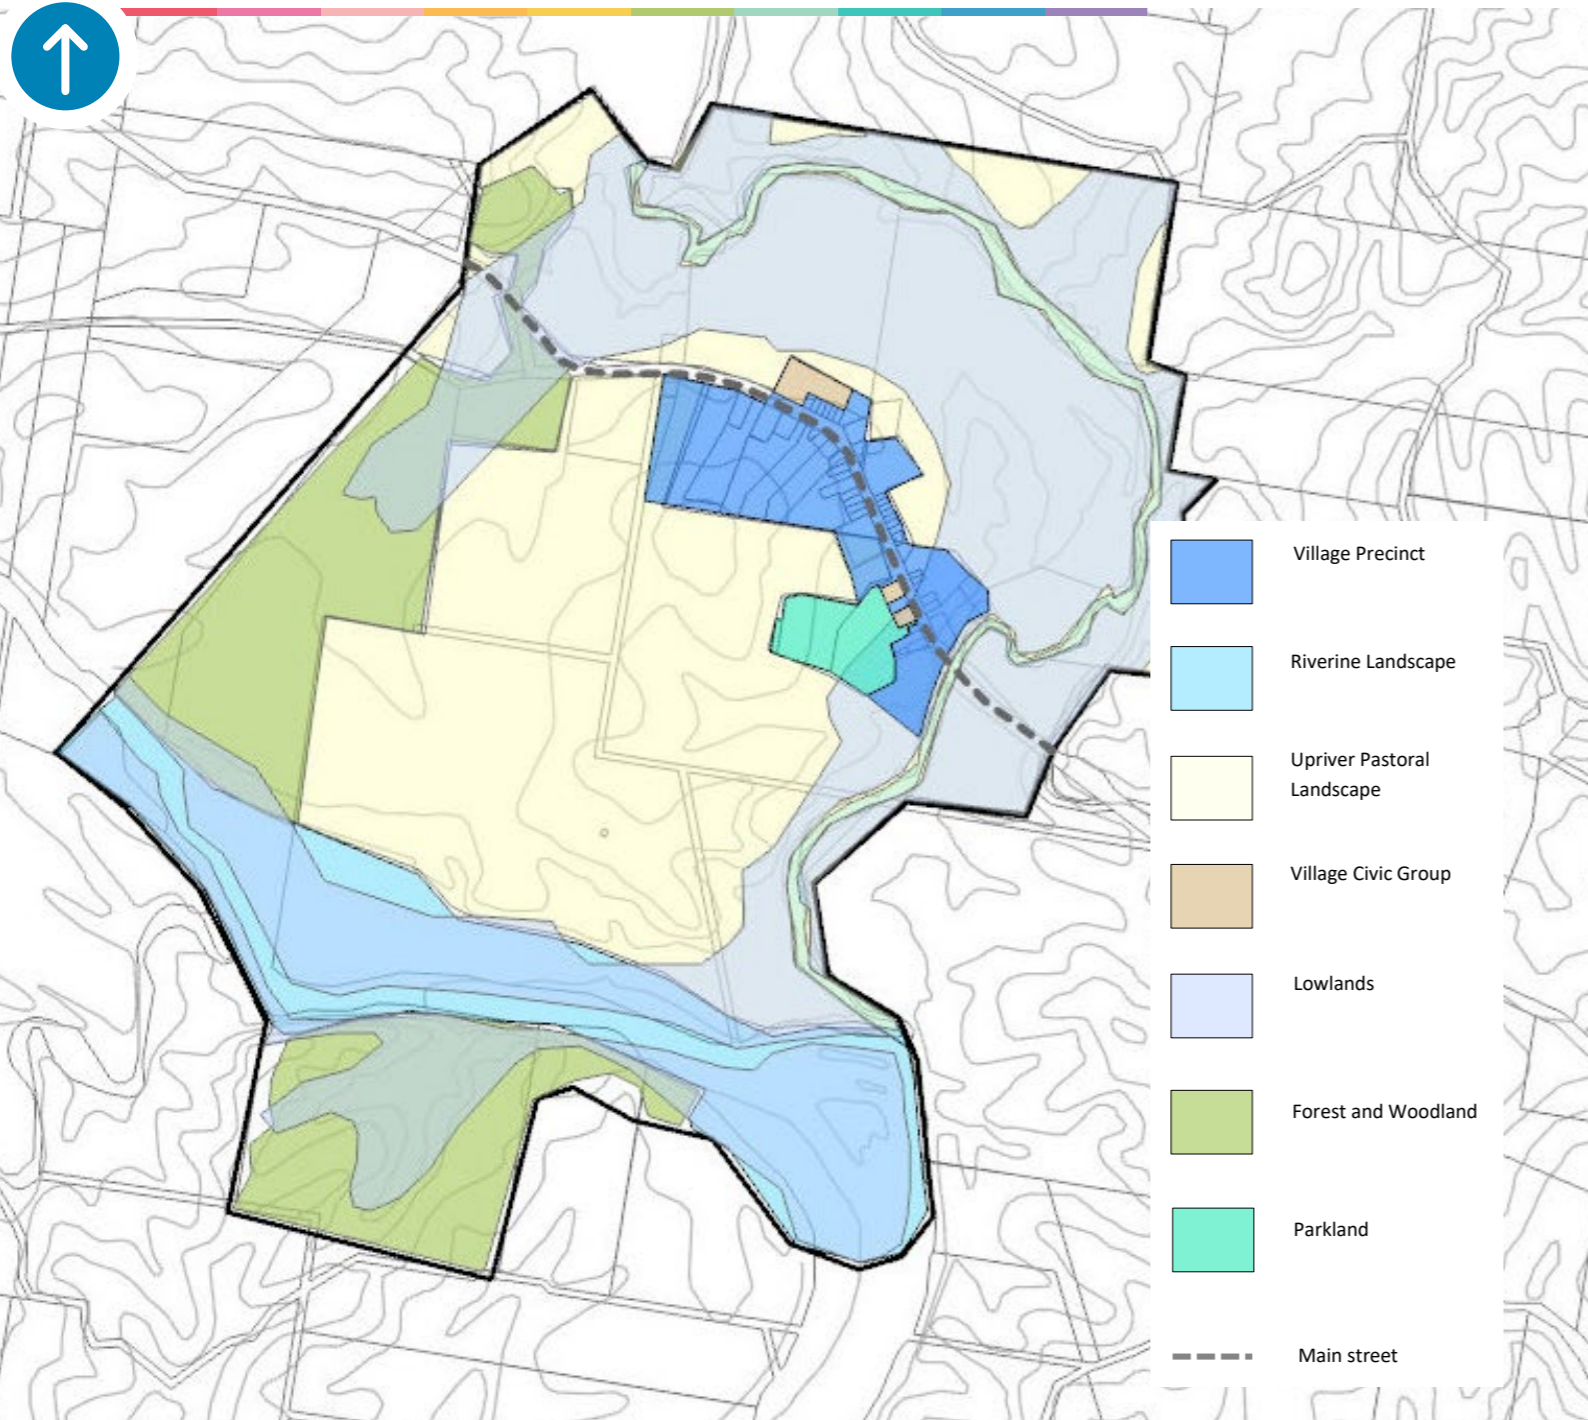 Village Precinct
Riverine Landscape
Upriver Pastoral
Landscape
Village Civic Group
Lowlands
Forest and Woodland
Parkland
Main street